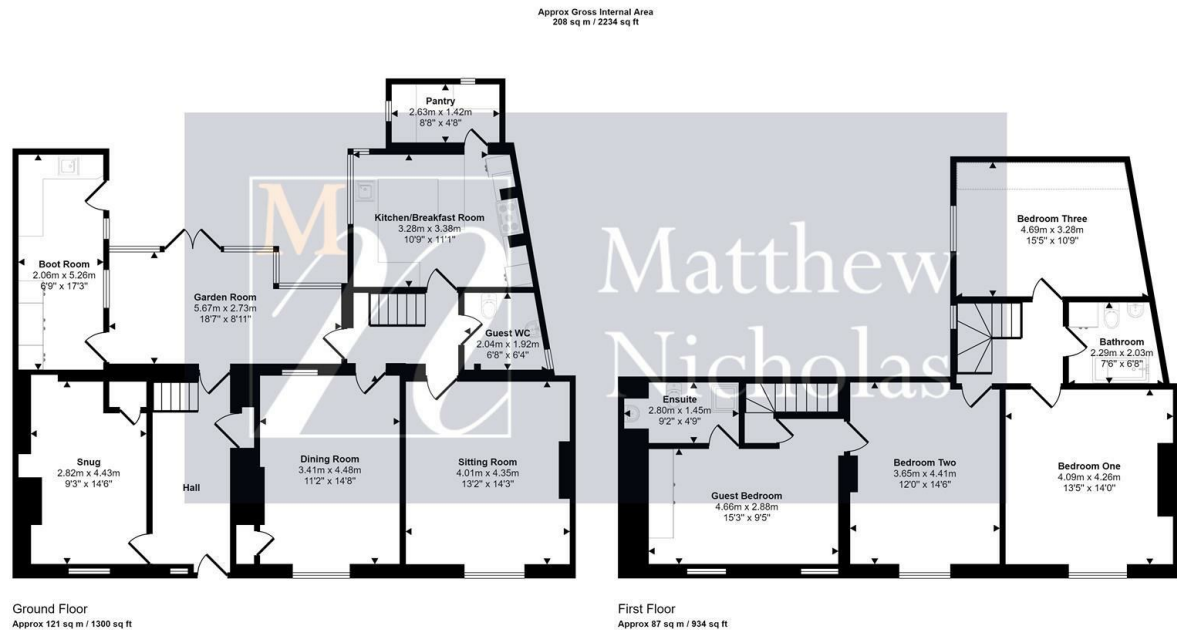 Approx Gross Internal Area
208 sq m / 2234 sq ft
Pantry
2.63m x 1.42m
8'8" x 4'8"
Kitchen/Breakfast Room
3.28m x 3.38m
10'9" x 11'1"
Boot Room
2.06m x 5.26m
6'9" x 17'3"
Garden Room
5.67m x 2.73m
18'7" x 8'11"
Guest WC
2.04m x 1.92m
6'8" x 6'4"
Snug
2.82m x 4.43m
9'3" x 14'6"
Hall
Dining Room
3.41m x 4.48m
11'2" x 14'8"
Sitting Room
4.01m x 4.35m
13'2" x 14'3"
Ground Floor
Approx 121 sq m / 1300 sq ft
Bedroom Three
4.69m x 3.28m
15'5" x 10'9"
Bathroom
2.29m x 2.03m
7'6" x 6'8"
Ensuite
2.80m x 1.45m
9'2" x 4'9"
Guest Bedroom
4.66m x 2.88m
15'3" x 9'5"
Bedroom Two
3.65m x 4.41m
12'0" x 14'6"
Bedroom One
4.09m x 4.26m
13'5" x 14'0"
First Floor
Approx 87 sq m / 934 sq ft
M
n
Matthew
Nicholas